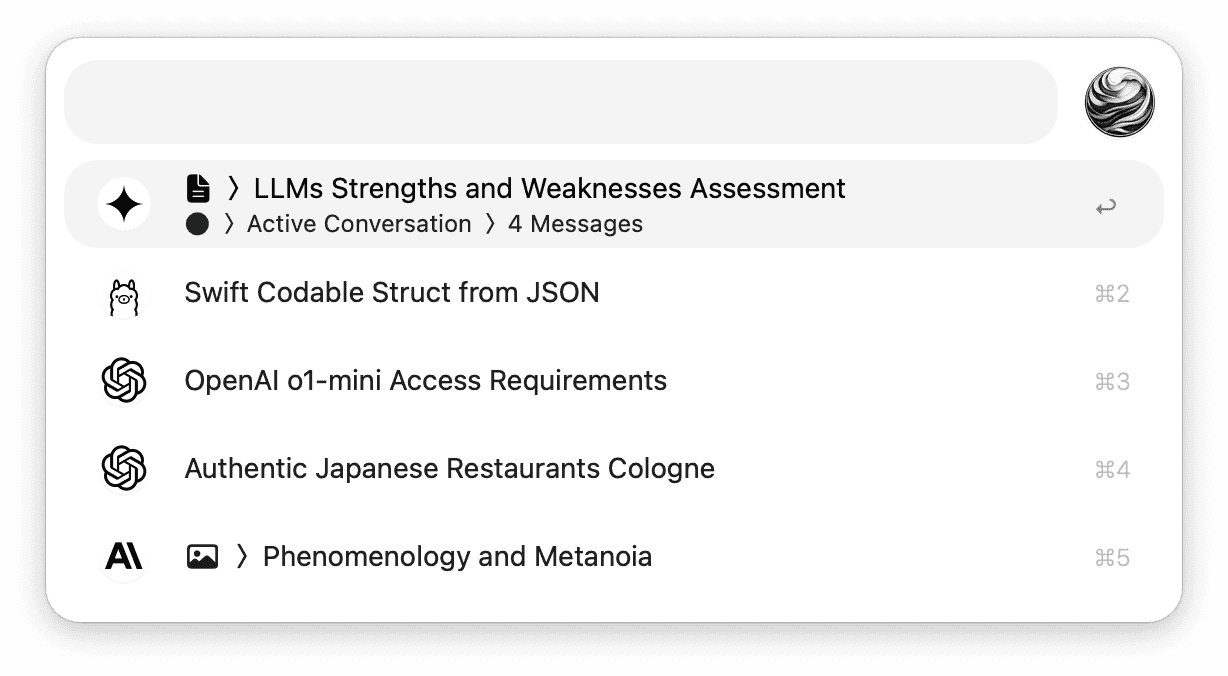 〉LLMs Strengths and Weaknesses Assessment
〉Active Conversation 〉4 Messages
Swift Codable Struct from JSON ⌘2
OpenAI o1-mini Access Requirements ⌘3
Authentic Japanese Restaurants Cologne ⌘4
〉Phenomenology and Metanoia ⌘5